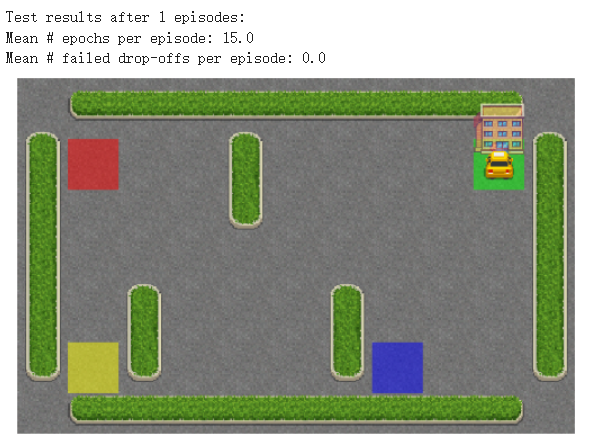 Test results after 1 episodes:
Mean # epochs per episode: 15.0
Mean # failed drop-offs per episode: 0.0